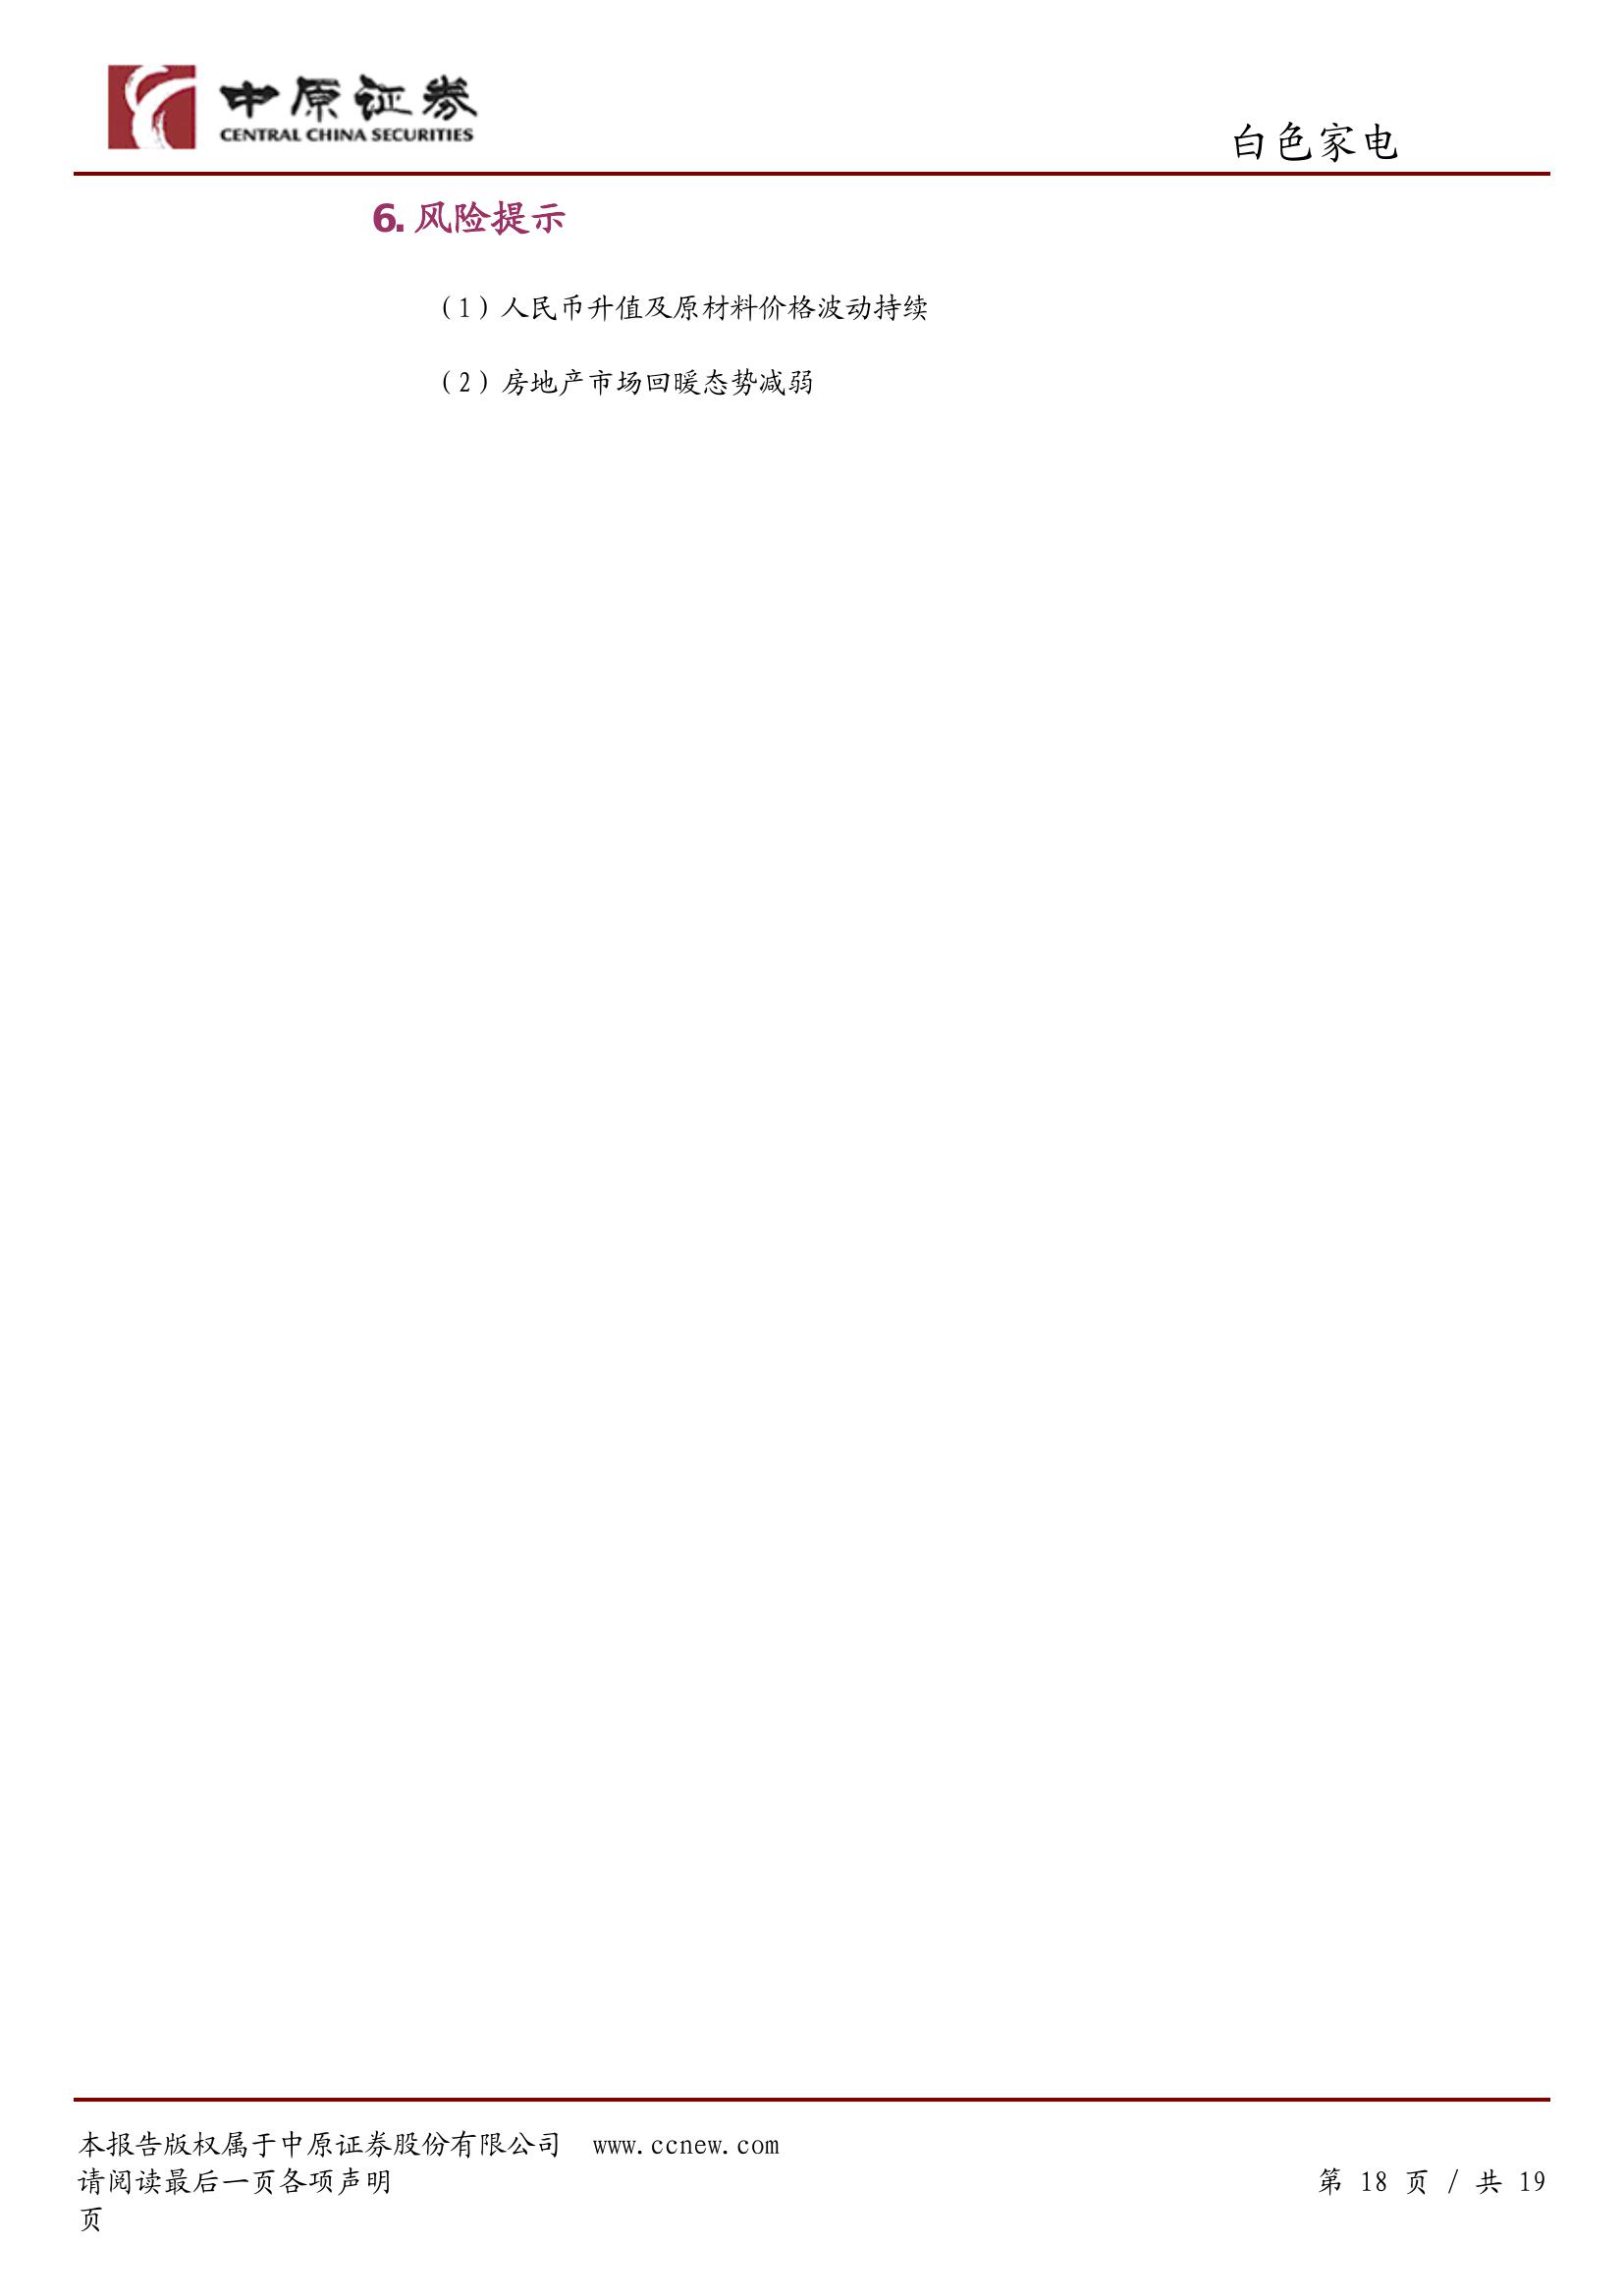 中原证券
CENTRAL CHINA SECURITIES
白色家电
6. 风险提示
（1）人民币升值及原材料价格波动持续
（2）房地产市场回暖态势减弱
本报告版权属于中原证券股份有限公司 www.ccnew.com
请阅读最后一页各项声明 第 18 页 / 共 19
页